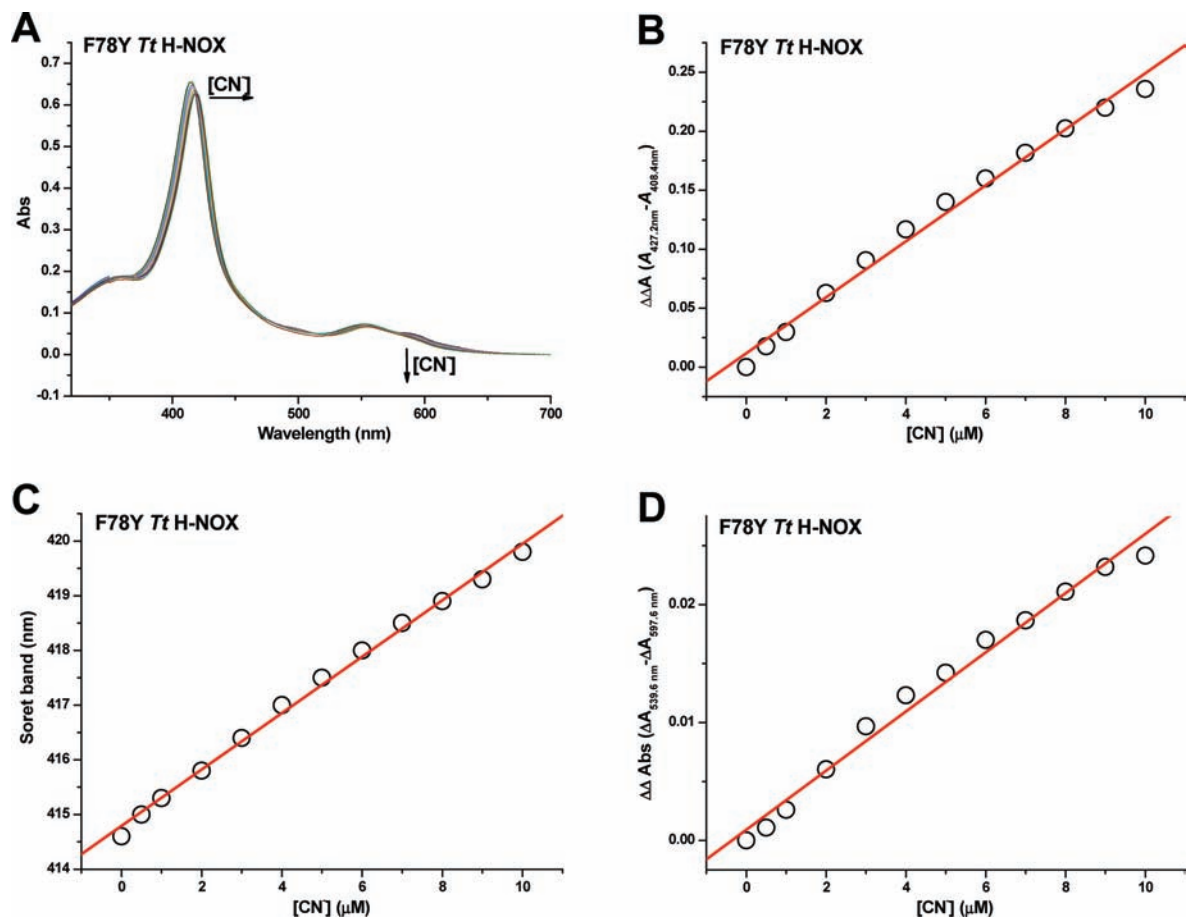 A
F78Y Tt H-NOX
[CN⁻]
[CN⁻]
0.7
0.6
0.5
0.4
0.3
0.2
0.1
0.0
-0.1
Abs
400
500
600
700
Wavelength (nm)
B
F78Y Tt H-NOX
0.25
0.20
0.15
0.10
0.05
0.00
ΔΔA (A427.2nm-A408.4nm)
0
2
4
6
8
10
[CN⁻] (μM)
C
F78Y Tt H-NOX
420
419
418
417
416
415
414
Soret band (nm)
0
2
4
6
8
10
[CN⁻] (μM)
D
F78Y Tt H-NOX
0.02
0.01
0.00
ΔΔ Abs (ΔA539.6 nm-ΔA597.6 nm)
0
2
4
6
8
10
[CN⁻] (μM)